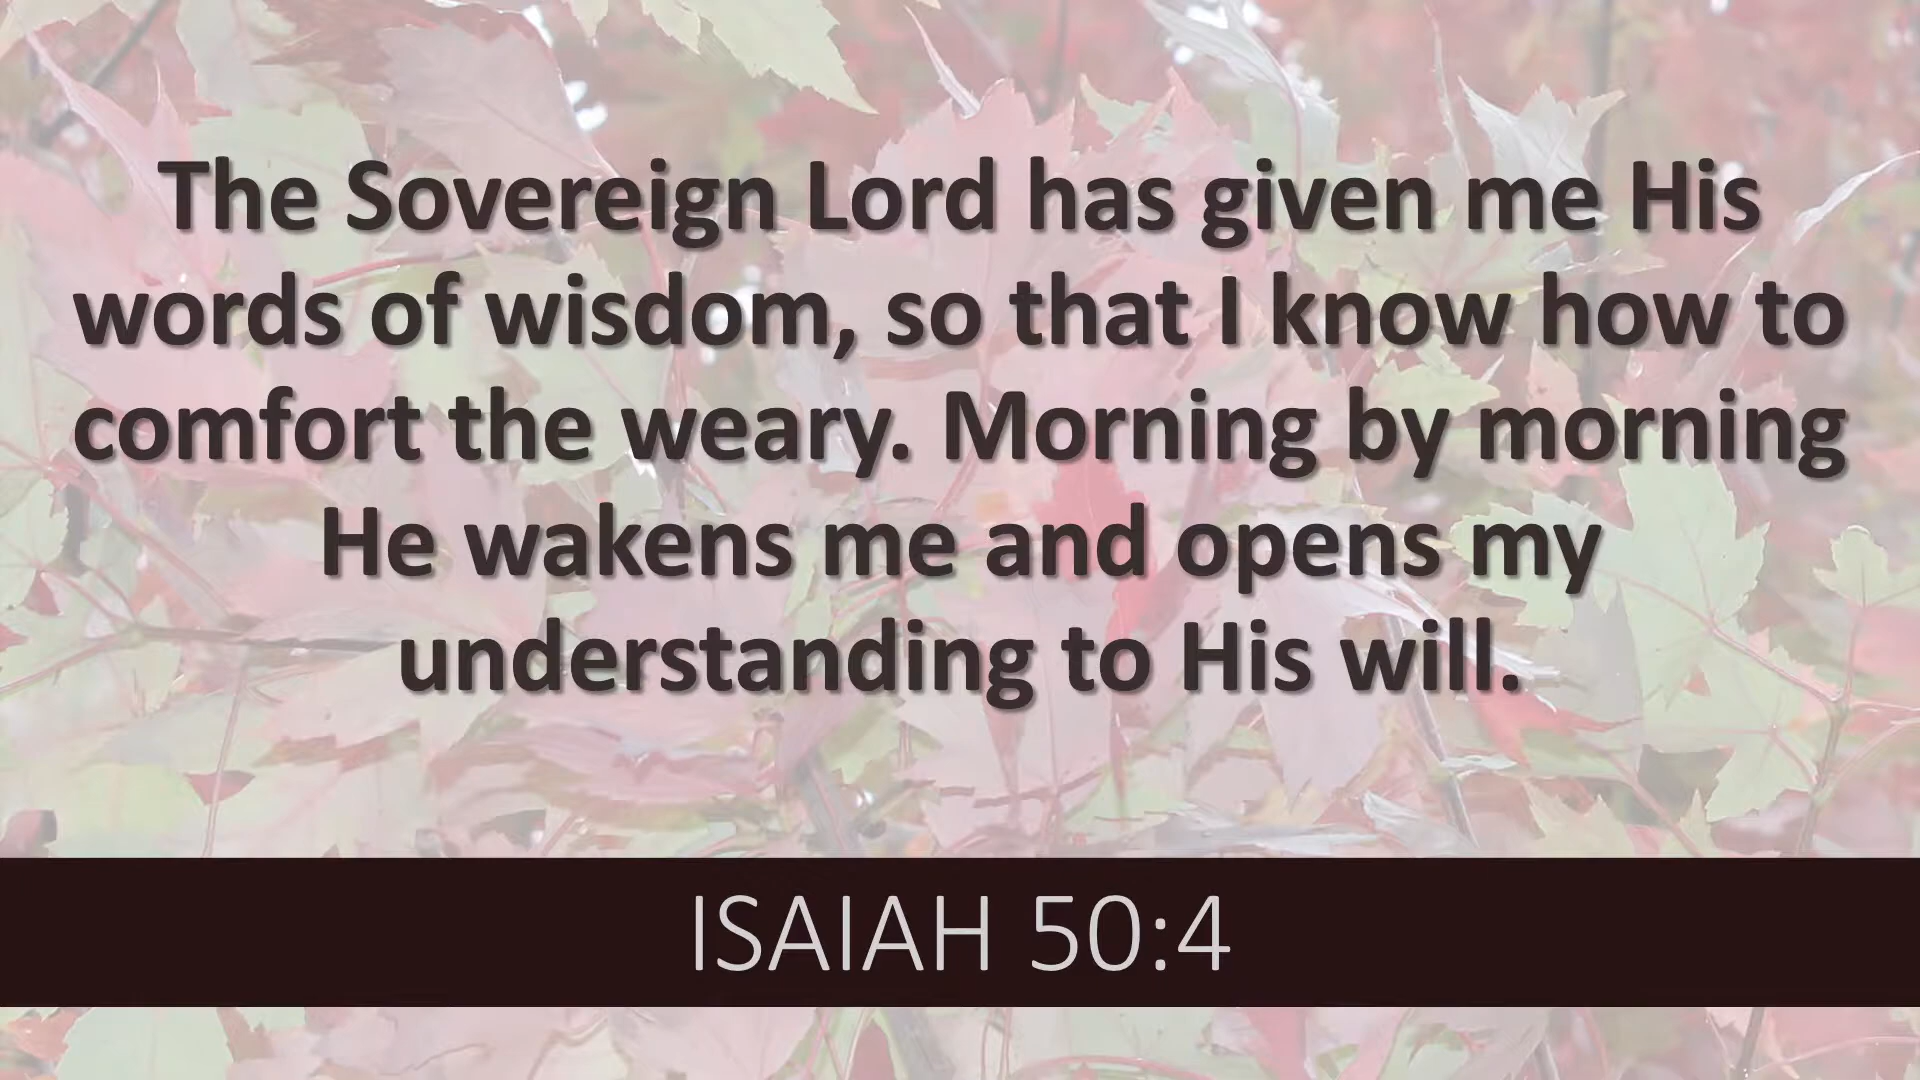 The Sovereign Lord has given me His
words of wisdom, so that I know how to
comfort the weary. Morning by morning
He wakens me and opens my
understanding to His will.
ISAIAH 50:4